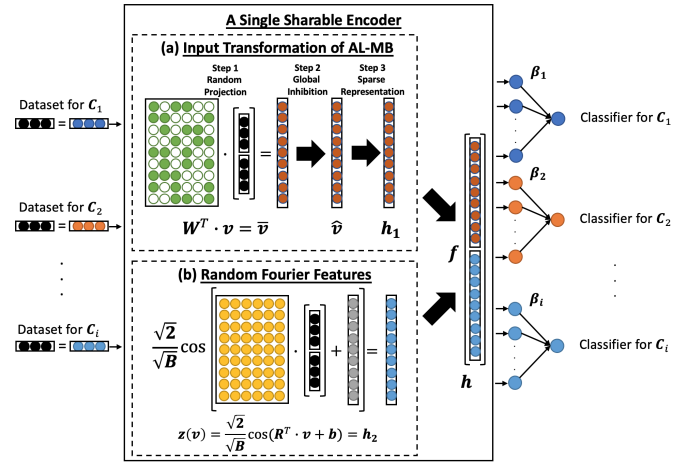 A Single Sharable Encoder
(a) Input Transformation of AL-MB
Step 1
Random
Projection
Step 2
Global
Inhibition
Step 3
Sparse
Representation
Dataset for C₁
=
Dataset for C₂
=
Dataset for Cᵢ
=
· =
Wᵀ · v = v̅
v̂
h₁
(b) Random Fourier Features
√2/√B cos [ · + ] =
z(v) = √2/√B cos(Rᵀ · v + b) = h₂
f
h
β₁
Classifier for C₁
β₂
Classifier for C₂
βᵢ
Classifier for Cᵢ